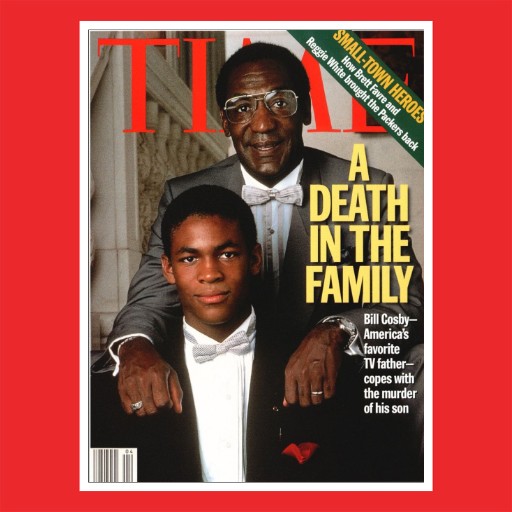 TIME
SMALL-TOWN HEROES
How Brett Favre and
Reggie White brought the Packers back
A
DEATH
IN THE
FAMILY
Bill Cosby—
America's
favorite
TV father—
copes with
the murder
of his son
04